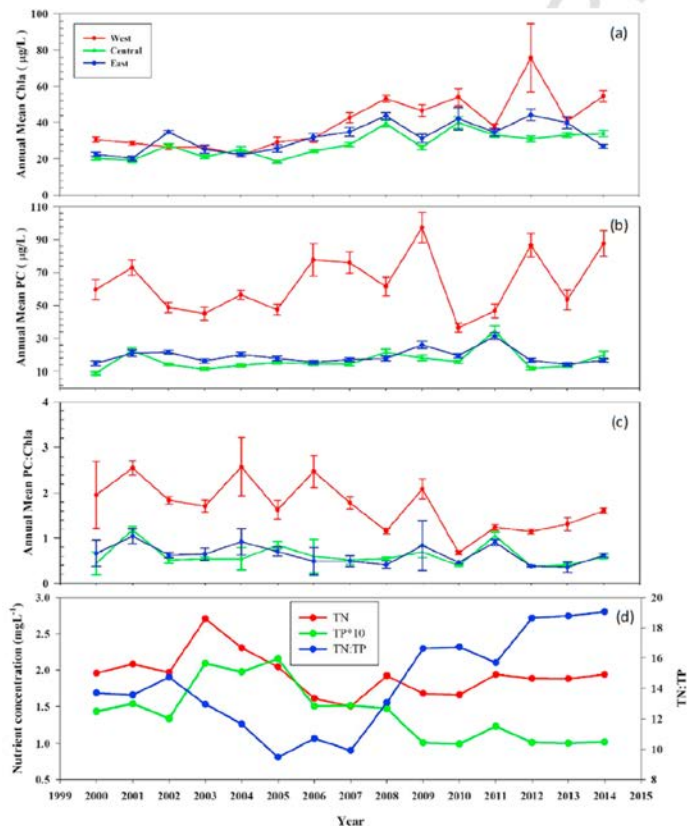 (a)
West
Central
East
Annual Mean Chla (µg/L)
100
80
60
40
20
0
(b)
Annual Mean PC (µg/L)
110
90
70
50
30
10
(c)
Annual Mean PC:Chla
4
3
2
1
0
(d)
TN
TP*10
TN:TP
Nutrient concentration (mgL-1)
3.0
2.5
2.0
1.5
1.0
0.5
20
18
16
14
12
10
8
TN:TP
1999 2000 2001 2002 2003 2004 2005 2006 2007 2008 2009 2010 2011 2012 2013 2014 2015
Year